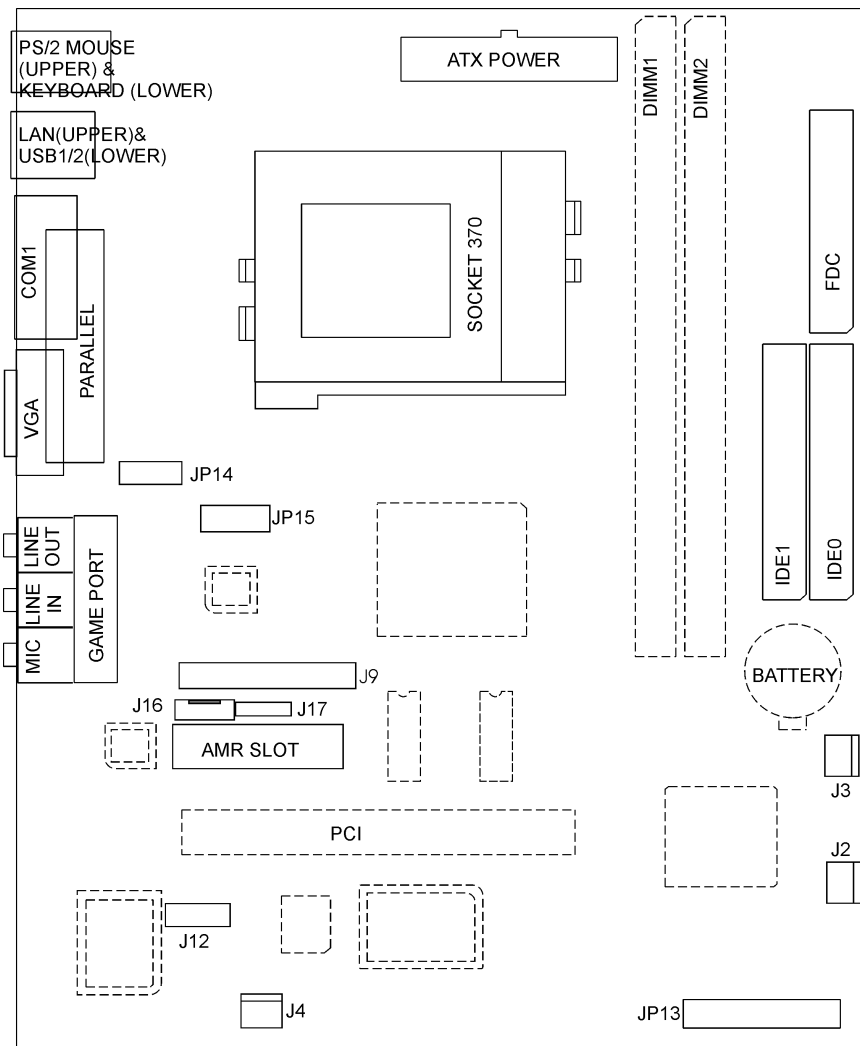 PS/2 MOUSE
(UPPER) &
KEYBOARD (LOWER)
ATX POWER
DIMM1
DIMM2
LAN(UPPER)&
USB1/2(LOWER)
COM1
PARALLEL
SOCKET 370
FDC
VGA
JP14
JP15
IDE1
IDE0
LINE
OUT
LINE
IN
MIC
GAME PORT
J9
BATTERY
J16
J17
AMR SLOT
J3
PCI
J2
J12
J4
JP13